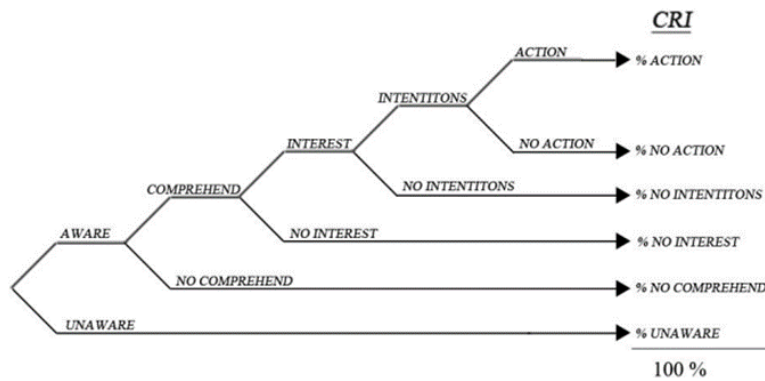 CRI
ACTION
% ACTION
INTENTITONS
INTEREST
NO ACTION
% NO ACTION
COMPREHEND
NO INTENTITONS
% NO INTENTITONS
AWARE
NO INTEREST
% NO INTEREST
NO COMPREHEND
% NO COMPREHEND
UNAWARE
% UNAWARE
100 %